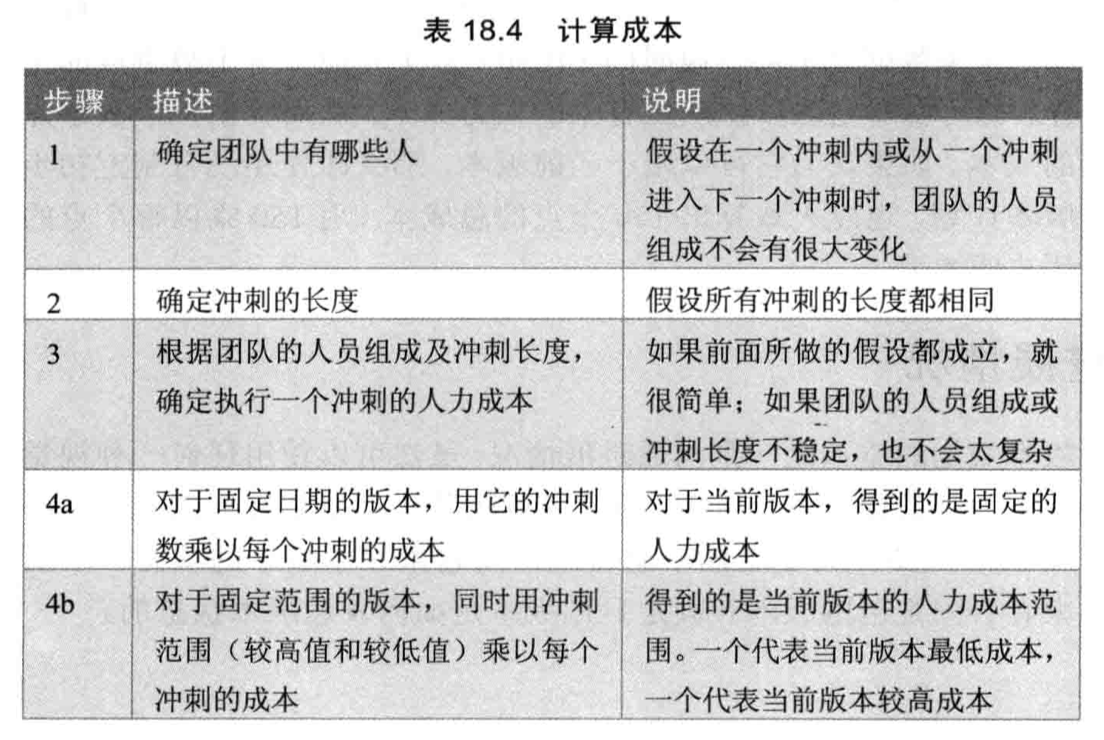 表 18.4 计算成本
步骤 描述 说明
1 确定团队中有哪些人 假设在一个冲刺内或从一个冲刺
进入下一个冲刺时，团队的人员
组成不会有很大变化
2 确定冲刺的长度 假设所有冲刺的长度都相同
3 根据团队的人员组成及冲刺长度， 如果前面所做的假设都成立，就
确定执行一个冲刺的人力成本 很简单；如果团队的人员组成或
冲刺长度不稳定，也不会太复杂
4a 对于固定日期的版本，用它的冲刺 对于当前版本，得到的是固定的
数乘以每个冲刺的成本 人力成本
4b 对于固定范围的版本，同时用冲刺 得到的是当前版本的人力成本范
范围（较高值和较低值）乘以每个 围。一个代表当前版本最低成本，
冲刺的成本 一个代表当前版本较高成本